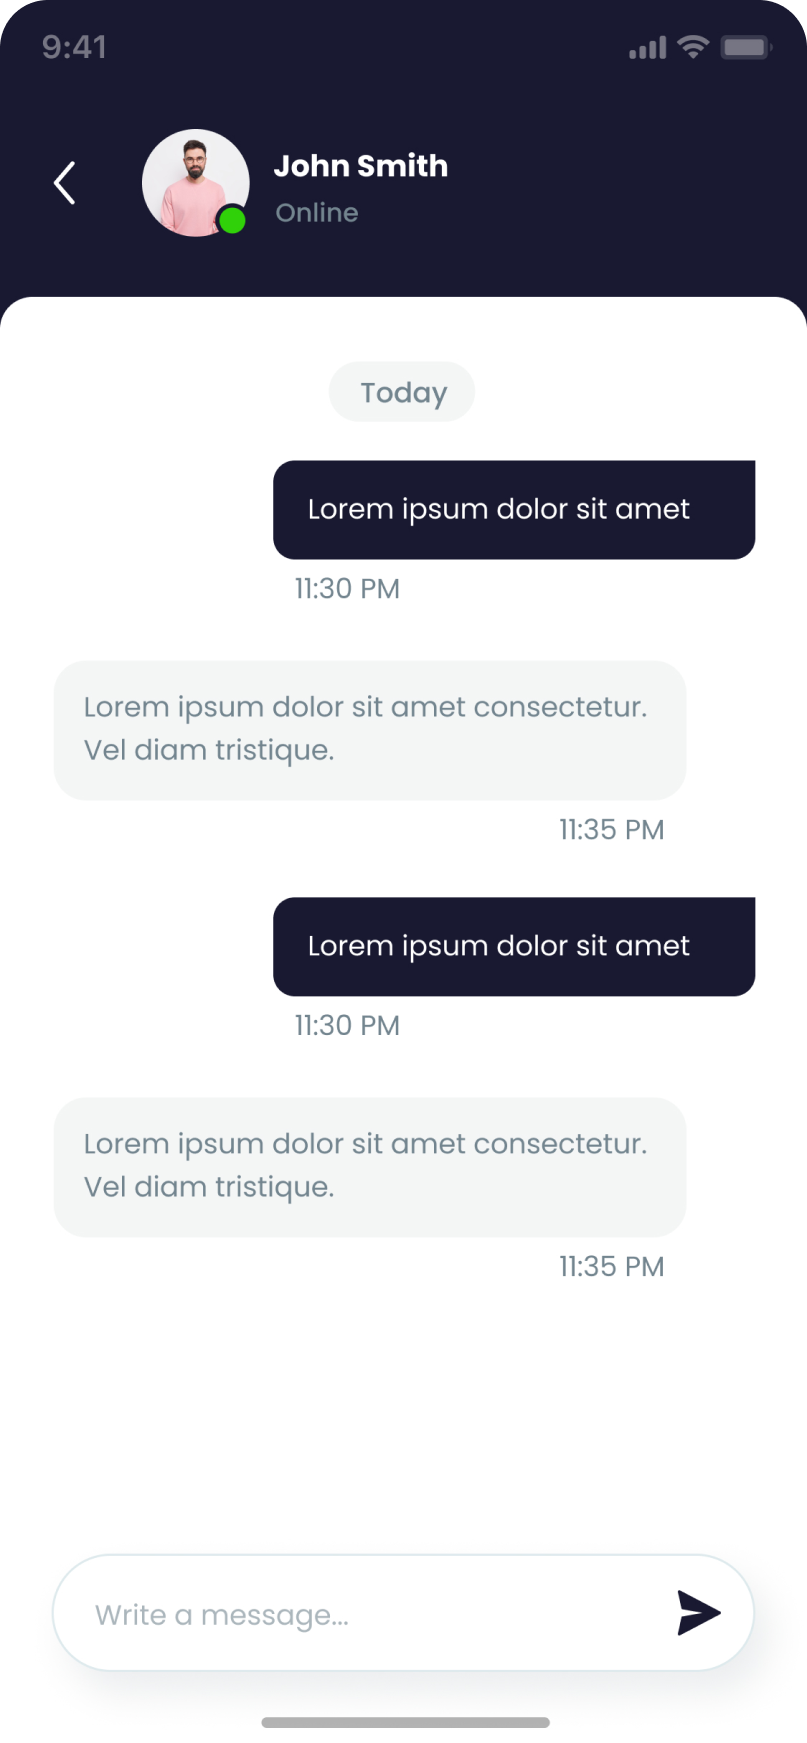 9:41
John Smith
Online
Today
Lorem ipsum dolor sit amet
11:30 PM
Lorem ipsum dolor sit amet consectetur.
Vel diam tristique.
11:35 PM
Lorem ipsum dolor sit amet
11:30 PM
Lorem ipsum dolor sit amet consectetur.
Vel diam tristique.
11:35 PM
Write a message...